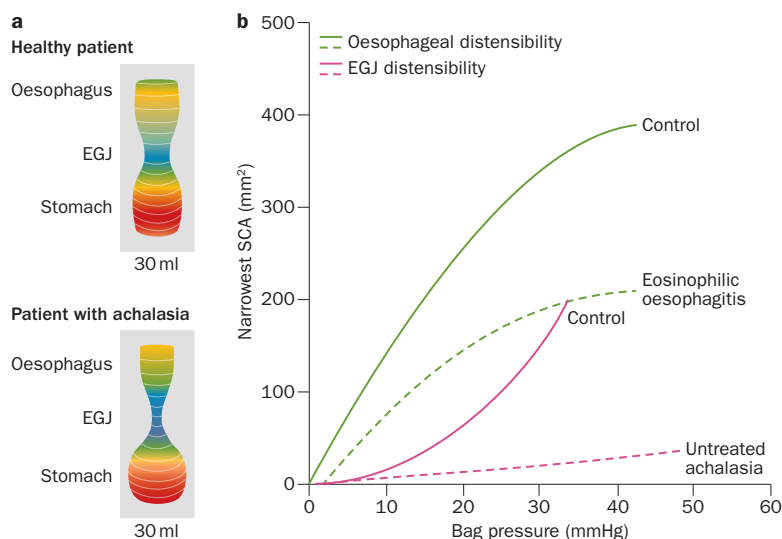 a
Healthy patient
Oesophagus
EGJ
Stomach
30 ml
Patient with achalasia
Oesophagus
EGJ
Stomach
30 ml
b
Oesophageal distensibility
EGJ distensibility
Control
Eosinophilic
oesophagitis
Control
Untreated
achalasia
Narrowest SCA (mm²)
500
400
300
200
100
0
0 10 20 30 40 50 60
Bag pressure (mmHg)